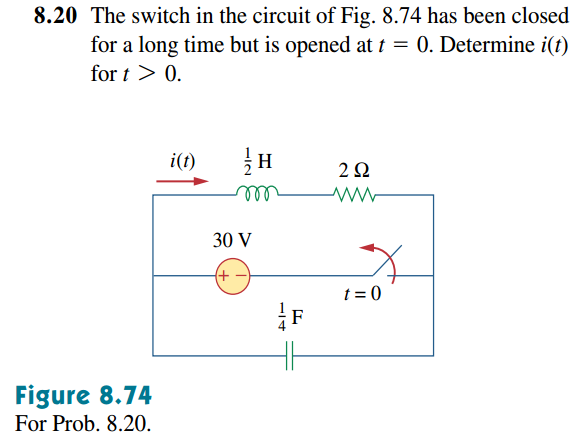 8.20 The switch in the circuit of Fig. 8.74 has been closed
for a long time but is opened at t = 0. Determine i(t)
for t > 0.
i(t)
1/2 H
2 Ω
30 V
+ −
t = 0
1/4 F
Figure 8.74
For Prob. 8.20.